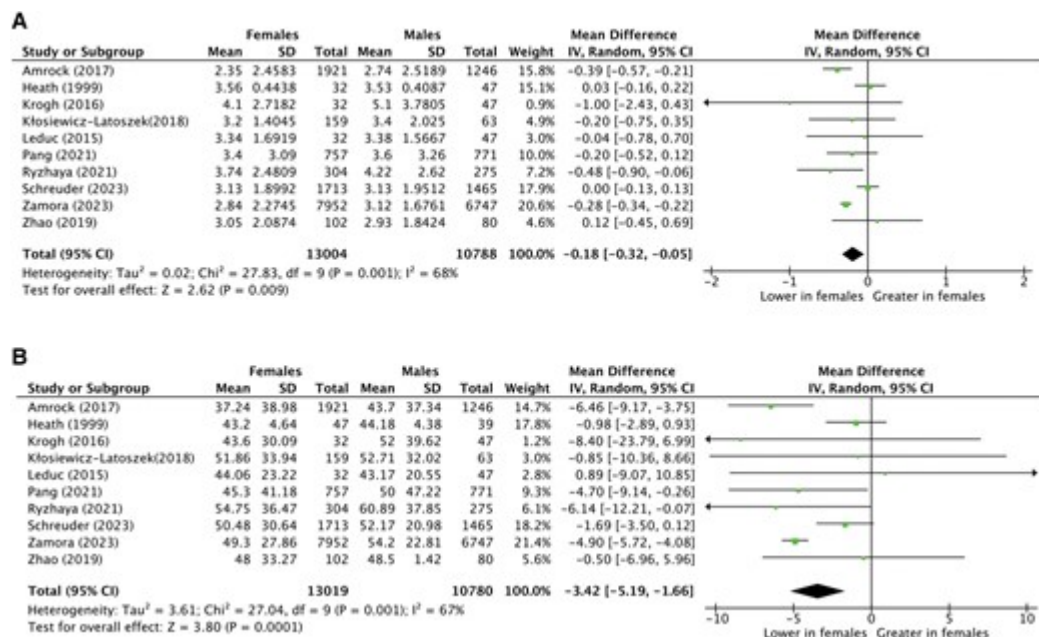 A
Females Males Mean Difference Mean Difference
Study or Subgroup Mean SD Total Mean SD Total Weight IV, Random, 95% CI IV, Random, 95% CI
Amrock (2017) 2.35 2.4583 1921 2.74 2.5189 1246 15.8% -0.39 [-0.57, -0.21]
Heath (1999) 3.56 0.4438 32 3.53 0.4087 47 15.1% 0.03 [-0.16, 0.22]
Krogh (2016) 4.1 2.7182 32 5.1 3.7805 47 0.9% -1.00 [-2.43, 0.43]
Kłosiewicz-Latoszek(2018) 3.2 1.4045 159 3.4 2.025 63 4.7% -0.20 [-0.75, 0.35]
Leduc (2015) 3.34 1.6919 32 3.38 1.5667 47 3.1% -0.04 [-0.78, 0.70]
Pang (2021) 3.4 3.09 757 3.6 3.26 771 10.0% -0.20 [-0.52, 0.12]
Ryzhaya (2021) 3.74 2.4809 304 4.22 2.62 275 7.2% -0.48 [-0.90, -0.06]
Schreuder (2023) 3.13 1.8992 1713 3.13 1.9512 1465 17.9% 0.00 [-0.13, 0.13]
Zamora (2023) 2.84 2.2745 7952 3.12 1.6761 6747 20.6% -0.28 [-0.34, -0.22]
Zhao (2019) 3.05 2.0874 102 2.93 1.8424 80 4.6% 0.12 [-0.45, 0.69]
Total (95% CI) 13004 10788 100.0% -0.18 [-0.32, -0.05]
Heterogeneity: Tau² = 0.02; Chi² = 27.83, df = 9 (P = 0.001); I² = 68%
Test for overall effect: Z = 2.62 (P = 0.009)
-2 -1 0 1 2
Lower in females Greater in females
B
Females Males Mean Difference Mean Difference
Study or Subgroup Mean SD Total Mean SD Total Weight IV, Random, 95% CI IV, Random, 95% CI
Amrock (2017) 37.24 38.98 1921 43.7 37.34 1246 14.7% -6.46 [-9.17, -3.75]
Heath (1999) 43.2 4.64 47 44.18 4.38 39 17.8% -0.98 [-2.89, 0.93]
Krogh (2016) 43.6 30.09 32 52 39.62 47 1.2% -8.40 [-23.79, 6.99]
Kłosiewicz-Latoszek(2018) 51.86 33.94 159 52.71 32.02 63 3.0% -0.85 [-10.36, 8.66]
Leduc (2015) 44.06 23.22 32 43.17 20.55 47 2.8% 0.89 [-9.07, 10.85]
Pang (2021) 45.3 41.18 757 50 47.22 771 9.3% -4.70 [-9.14, -0.26]
Ryzhaya (2021) 54.75 36.47 304 60.89 37.85 275 6.1% -6.14 [-12.21, -0.07]
Schreuder (2023) 50.48 30.64 1713 52.17 20.98 1465 18.2% -1.69 [-3.50, 0.12]
Zamora (2023) 49.3 27.86 7952 54.2 22.81 6747 21.4% -4.90 [-5.72, -4.08]
Zhao (2019) 48 33.27 102 48.5 1.42 80 5.6% -0.50 [-6.96, 5.96]
Total (95% CI) 13019 10780 100.0% -3.42 [-5.19, -1.66]
Heterogeneity: Tau² = 3.61; Chi² = 27.04, df = 9 (P = 0.001); I² = 67%
Test for overall effect: Z = 3.80 (P = 0.0001)
-10 -5 0 5 10
Lower in females Greater in females